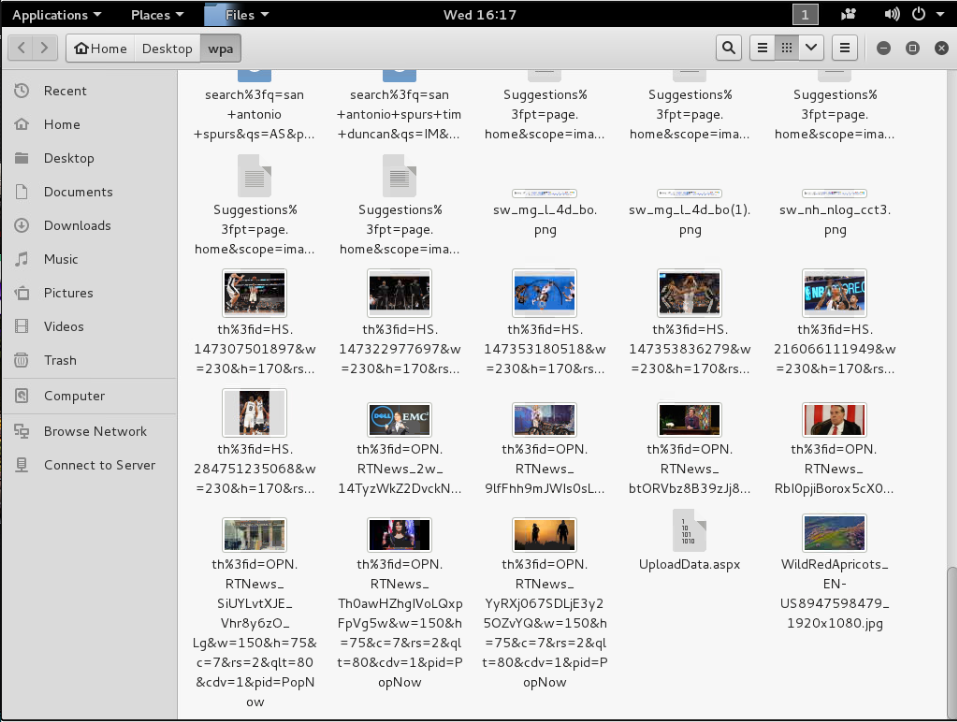 Applications Places Files Wed 16:17 1
Home Desktop wpa
Recent
Home
Desktop
Documents
Downloads
Music
Pictures
Videos
Trash
Computer
Browse Network
Connect to Server
search%3fq=san
+antonio
+spurs&qs=AS&p...
search%3fq=san
+antonio+spurs+tim
+duncan&qs=IM&...
Suggestions%
3fpt=page.
home&scope=ima...
Suggestions%
3fpt=page.
home&scope=ima...
Suggestions%
3fpt=page.
home&scope=ima...
Suggestions%
3fpt=page.
home&scope=ima...
Suggestions%
3fpt=page.
home&scope=ima...
sw_mg_l_4d_bo.
png
sw_mg_l_4d_bo(1).
png
sw_nh_nlog_cct3.
png
th%3fid=HS.
147307501897&w
=230&h=170&rs...
th%3fid=HS.
147322977697&w
=230&h=170&rs...
th%3fid=HS.
147353180518&w
=230&h=170&rs...
th%3fid=HS.
147353836279&w
=230&h=170&rs...
th%3fid=HS.
216066111949&w
=230&h=170&rs...
th%3fid=HS.
284751235068&w
=230&h=170&rs...
DELL EMC
th%3fid=OPN.
RTNews_2w_
14TyzWkZ2DvckN...
th%3fid=OPN.
RTNews_
9lfFhh9mJWIs0sL...
th%3fid=OPN.
RTNews_
btORVbz8B39zJj8...
th%3fid=OPN.
RTNews_
RbI0pjiBorox5cX0...
th%3fid=OPN.
RTNews_
SiUYLvtXJE_
Vhr8y6zO_
Lg&w=150&h=75&
c=7&rs=2&qlt=80
&cdv=1&pid=PopN
ow
th%3fid=OPN.
RTNews_
Th0awHZhgIVoLQxp
FpVg5w&w=150&h
=75&c=7&rs=2&ql
t=80&cdv=1&pid=P
opNow
th%3fid=OPN.
RTNews_
YyRXj067SDLjE3y2
5OZvYQ&w=150&h
=75&c=7&rs=2&ql
t=80&cdv=1&pid=P
opNow
1
10
101
1010
UploadData.aspx
WildRedApricots_
EN-
US8947598479_
1920x1080.jpg